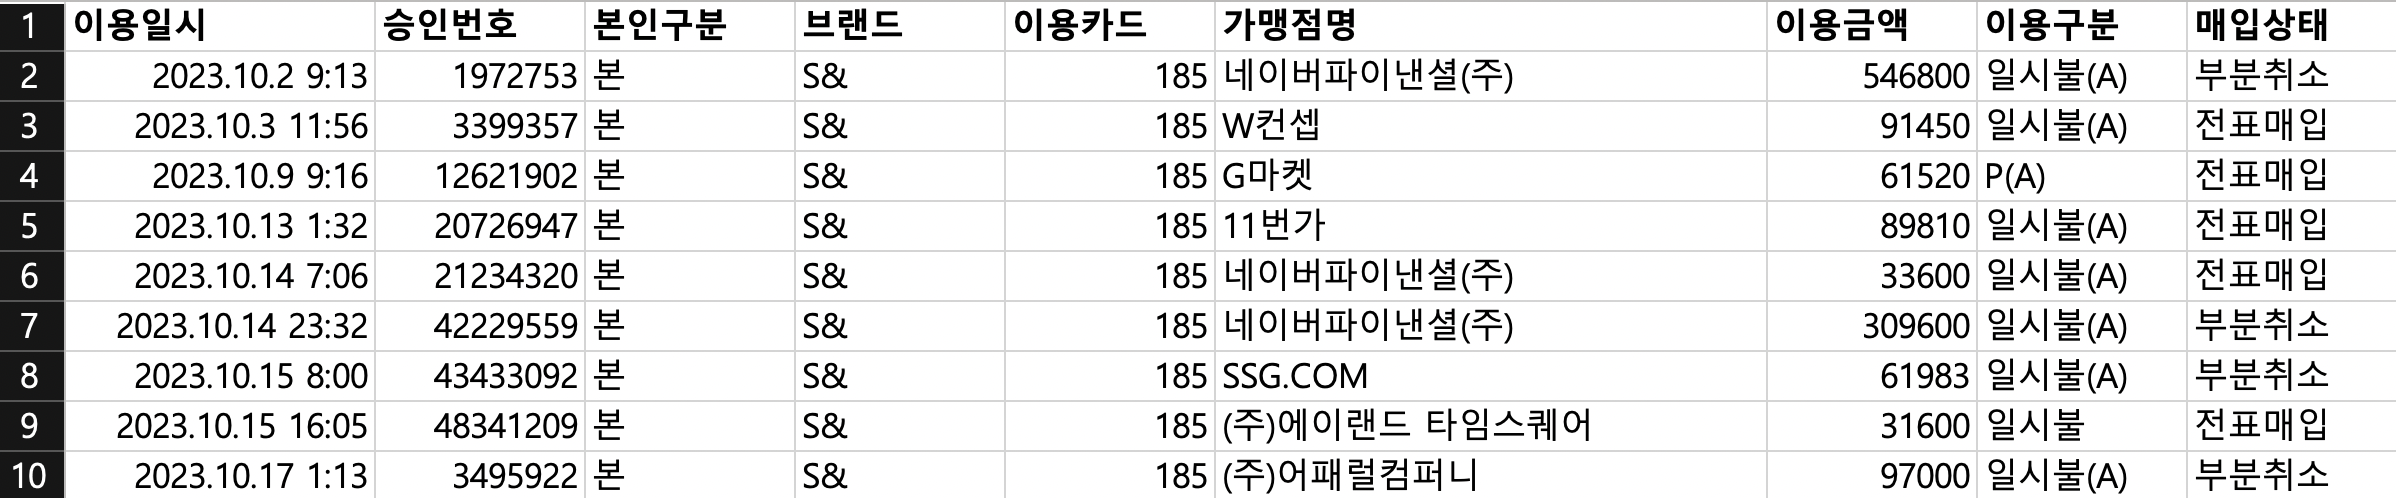 1 이용일시 승인번호 본인구분 브랜드 이용카드 가맹점명 이용금액 이용구분 매입상태
2 2023.10.2 9:13 1972753 본 S& 185 네이버파이낸셜(주) 546800 일시불(A) 부분취소
3 2023.10.3 11:56 3399357 본 S& 185 W컨셉 91450 일시불(A) 전표매입
4 2023.10.9 9:16 12621902 본 S& 185 G마켓 61520 P(A) 전표매입
5 2023.10.13 1:32 20726947 본 S& 185 11번가 89810 일시불(A) 전표매입
6 2023.10.14 7:06 21234320 본 S& 185 네이버파이낸셜(주) 33600 일시불(A) 전표매입
7 2023.10.14 23:32 42229559 본 S& 185 네이버파이낸셜(주) 309600 일시불(A) 부분취소
8 2023.10.15 8:00 43433092 본 S& 185 SSG.COM 61983 일시불(A) 부분취소
9 2023.10.15 16:05 48341209 본 S& 185 (주)에이랜드 타임스퀘어 31600 일시불 전표매입
10 2023.10.17 1:13 3495922 본 S& 185 (주)어패럴컴퍼니 97000 일시불(A) 부분취소